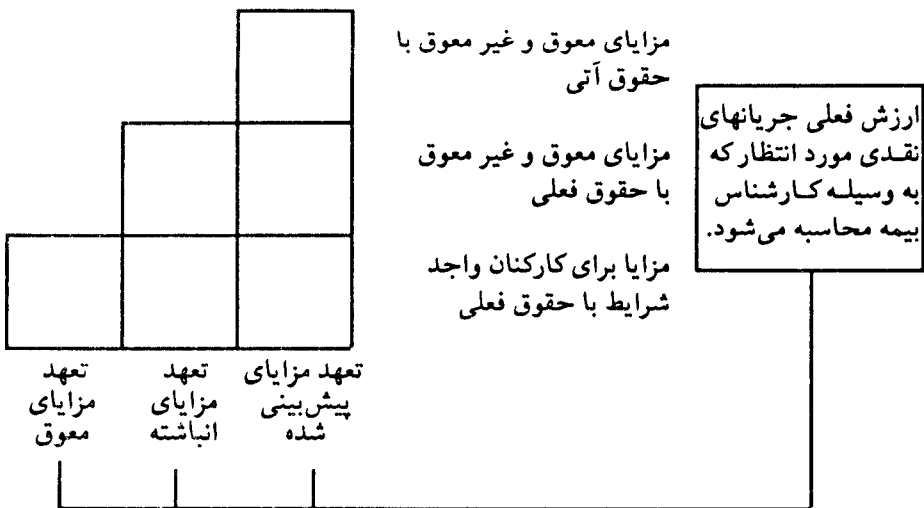 مزایای معوق و غیر معوق با
حقوق آتی
مزایای معوق و غیر معوق
با حقوق فعلی
مزایا برای کارکنان واجد
شرایط با حقوق فعلی
ارزش فعلی جریانهای
نقدی مورد انتظار که
به وسیله کارشناس
بیمه محاسبه می‌شود.
تعهد مزایای
پیش‌بینی
شده
تعهد
مزایای
انباشته
تعهد
مزایای
معوق